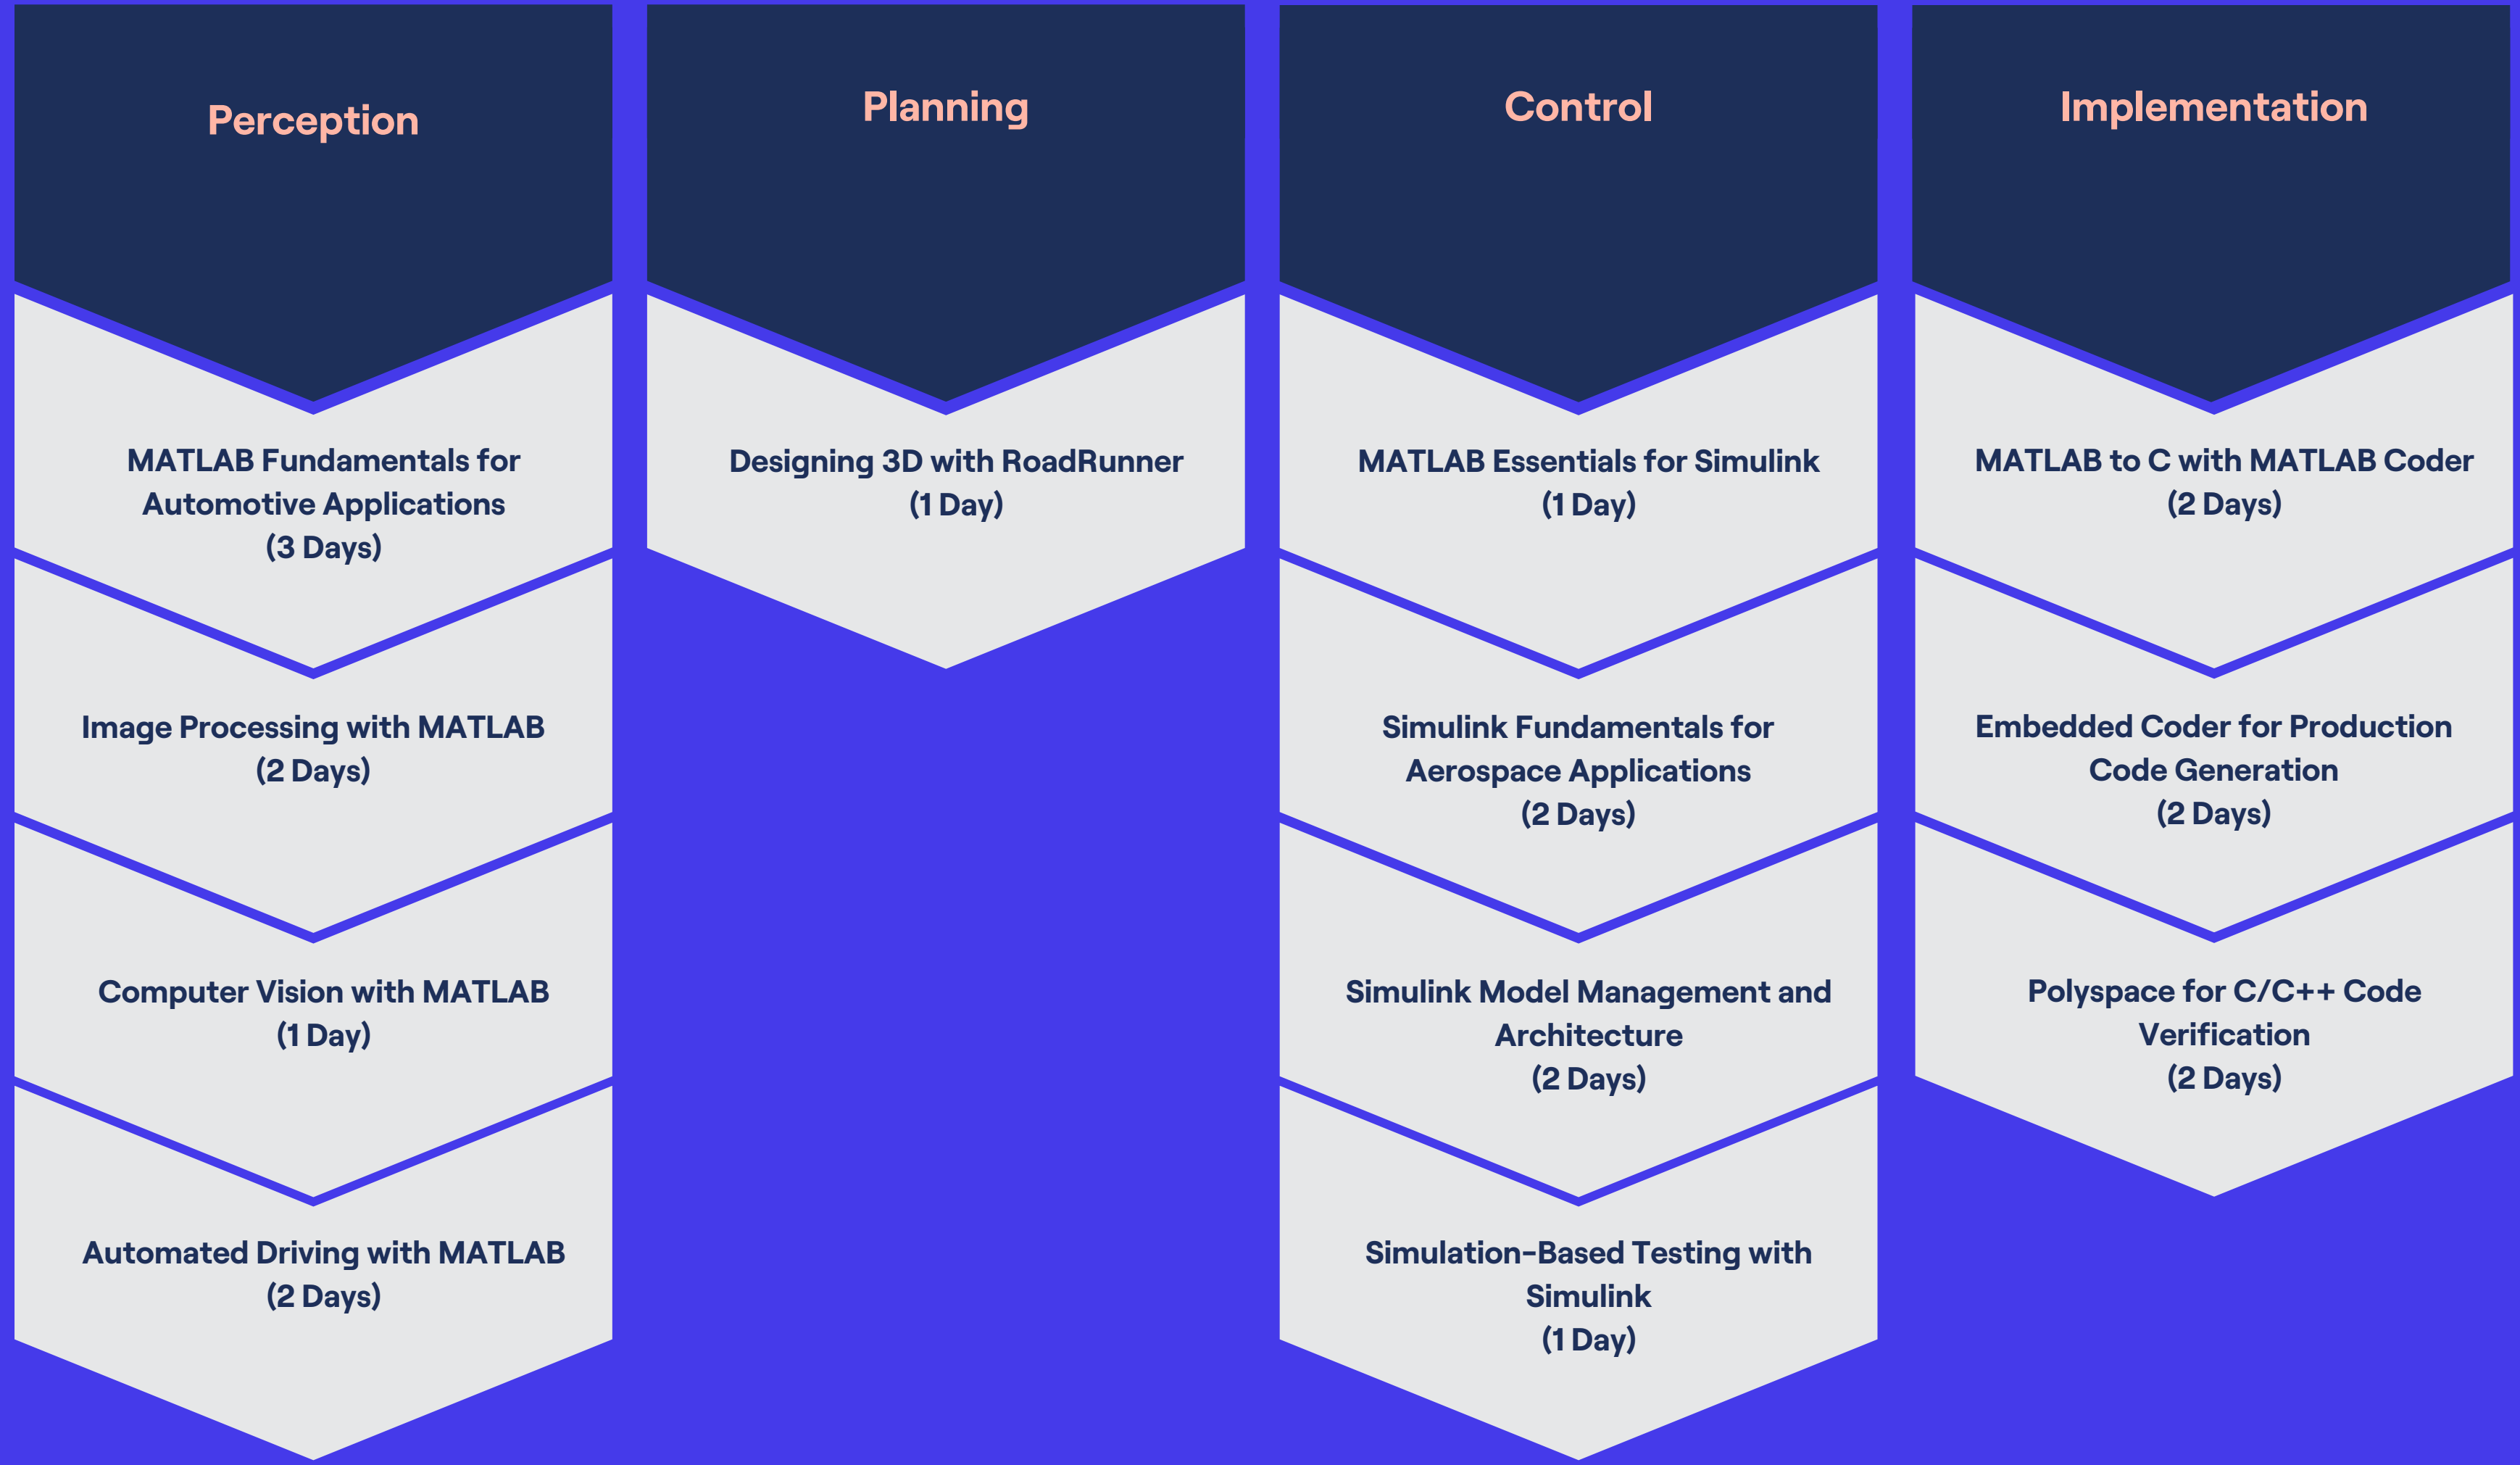 Perception
MATLAB Fundamentals for
Automotive Applications
(3 Days)
Image Processing with MATLAB
(2 Days)
Computer Vision with MATLAB
(1 Day)
Automated Driving with MATLAB
(2 Days)
Planning
Designing 3D with RoadRunner
(1 Day)
Control
MATLAB Essentials for Simulink
(1 Day)
Simulink Fundamentals for
Aerospace Applications
(2 Days)
Simulink Model Management and
Architecture
(2 Days)
Simulation-Based Testing with
Simulink
(1 Day)
Implementation
MATLAB to C with MATLAB Coder
(2 Days)
Embedded Coder for Production
Code Generation
(2 Days)
Polyspace for C/C++ Code
Verification
(2 Days)